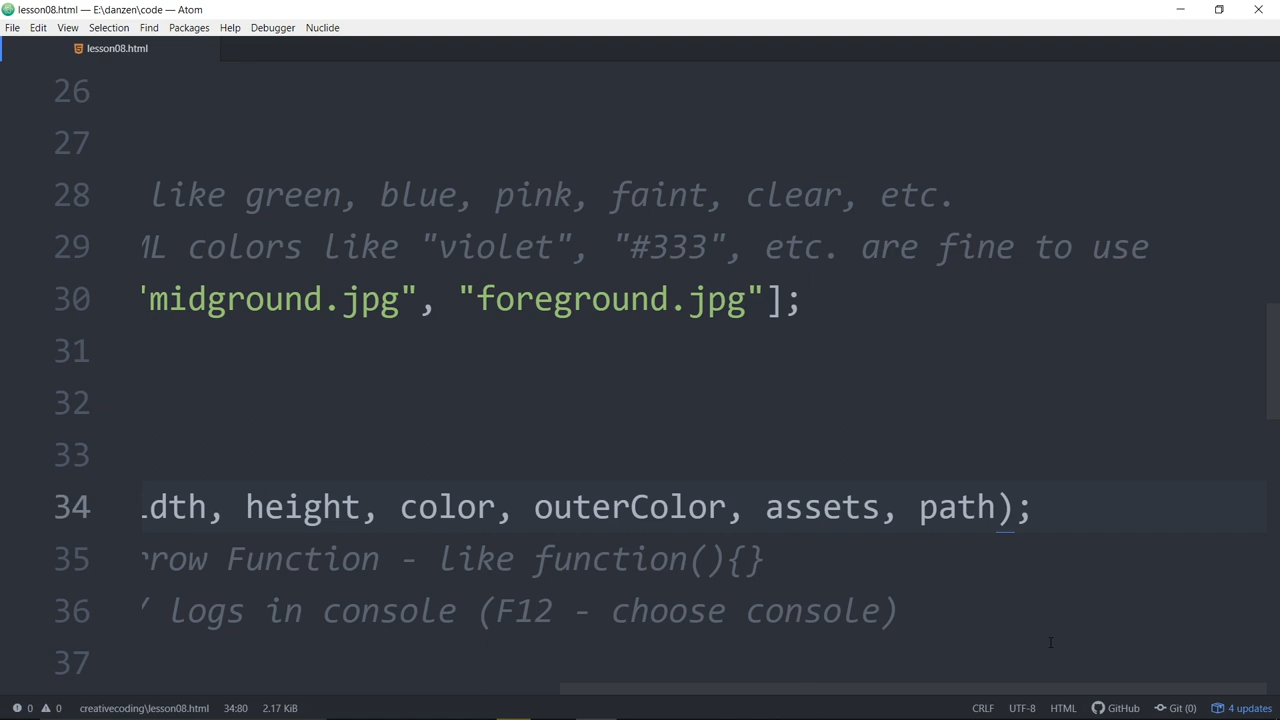 lesson08.html — E:\danzen\code — Atom
File Edit View Selection Find Packages Help Debugger Nuclide
lesson08.html
26
27
28 like green, blue, pink, faint, clear, etc.
29 ML colors like "violet", "#333", etc. are fine to use
30 "midground.jpg", "foreground.jpg"];
31
32
33
34 idth, height, color, outerColor, assets, path);
35 rrow Function - like function(){}
36 / logs in console (F12 - choose console)
37
0 0 creativecoding\lesson08.html 34:80 2.17 KiB CRLF UTF-8 HTML GitHub Git (0) 4 updates